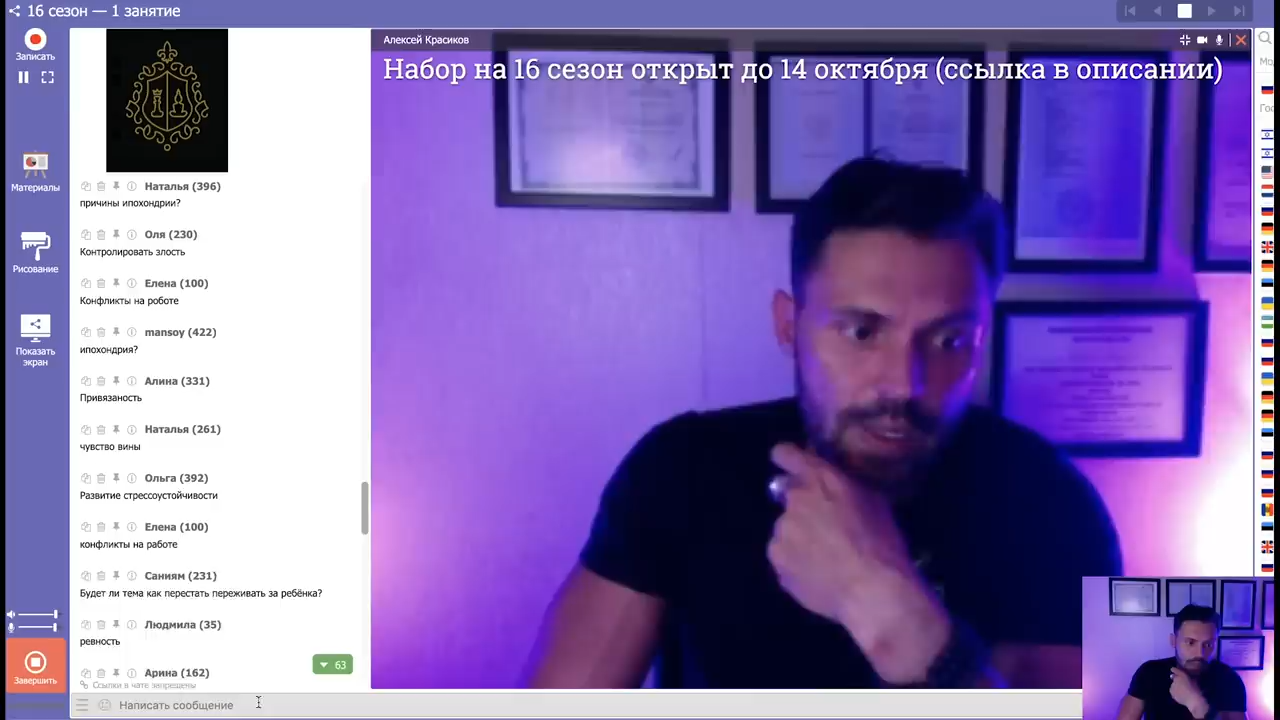 16 сезон — 1 занятие
Записать
Материалы
Рисование
Показать
экран
Завершить
Наталья (396)
причины ипохондрии?
Оля (230)
Контролировать злость
Елена (100)
Конфликты на роботе
mansoy (422)
ипохондрия?
Алина (331)
Привязаность
Наталья (261)
чувство вины
Ольга (392)
Развитие стрессоустойчивости
Елена (100)
конфликты на работе
Саниям (231)
Будет ли тема как перестать переживать за ребёнка?
Людмила (35)
ревность
Арина (162)
63
Ссылки в чате запрещены
Написать сообщение
Алексей Красиков
Набор на 16 сезон открыт до 14 октября (ссылка в описании)